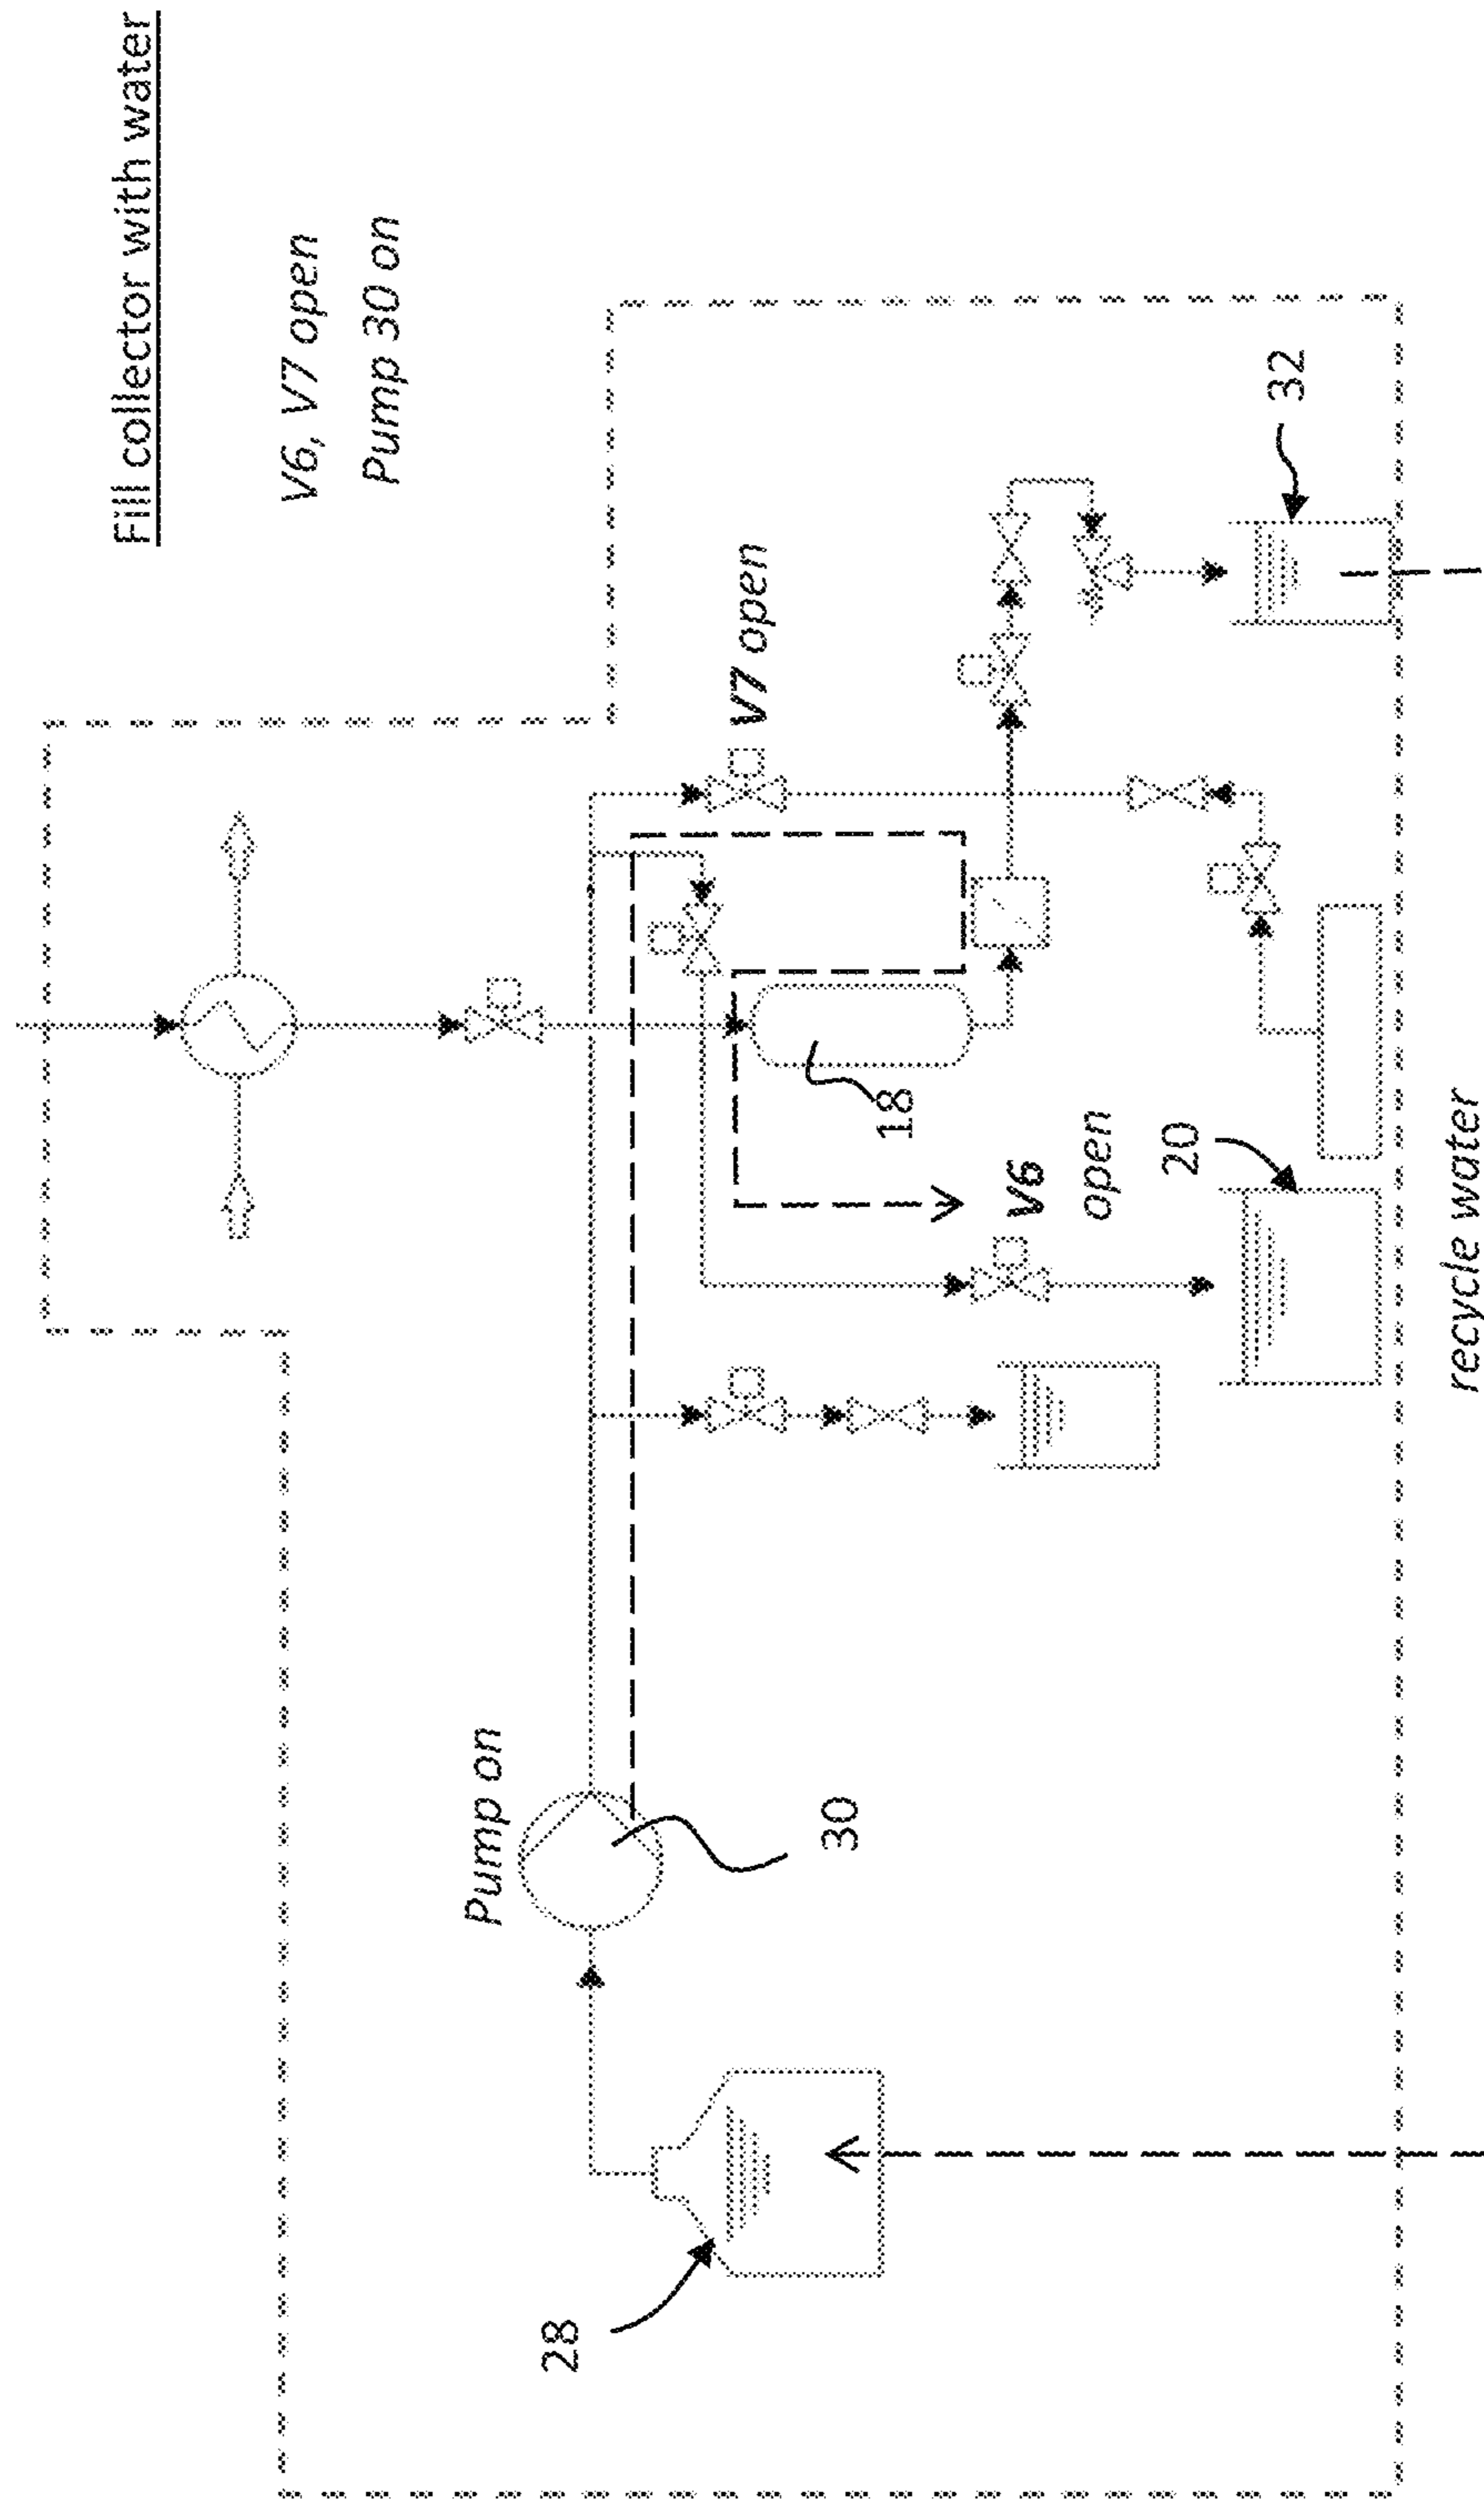 Fill collector with water
V6, V7 open
Pump 30 on
Pump on
V7 open
V6
open
18
20
28
30
32
recycle water